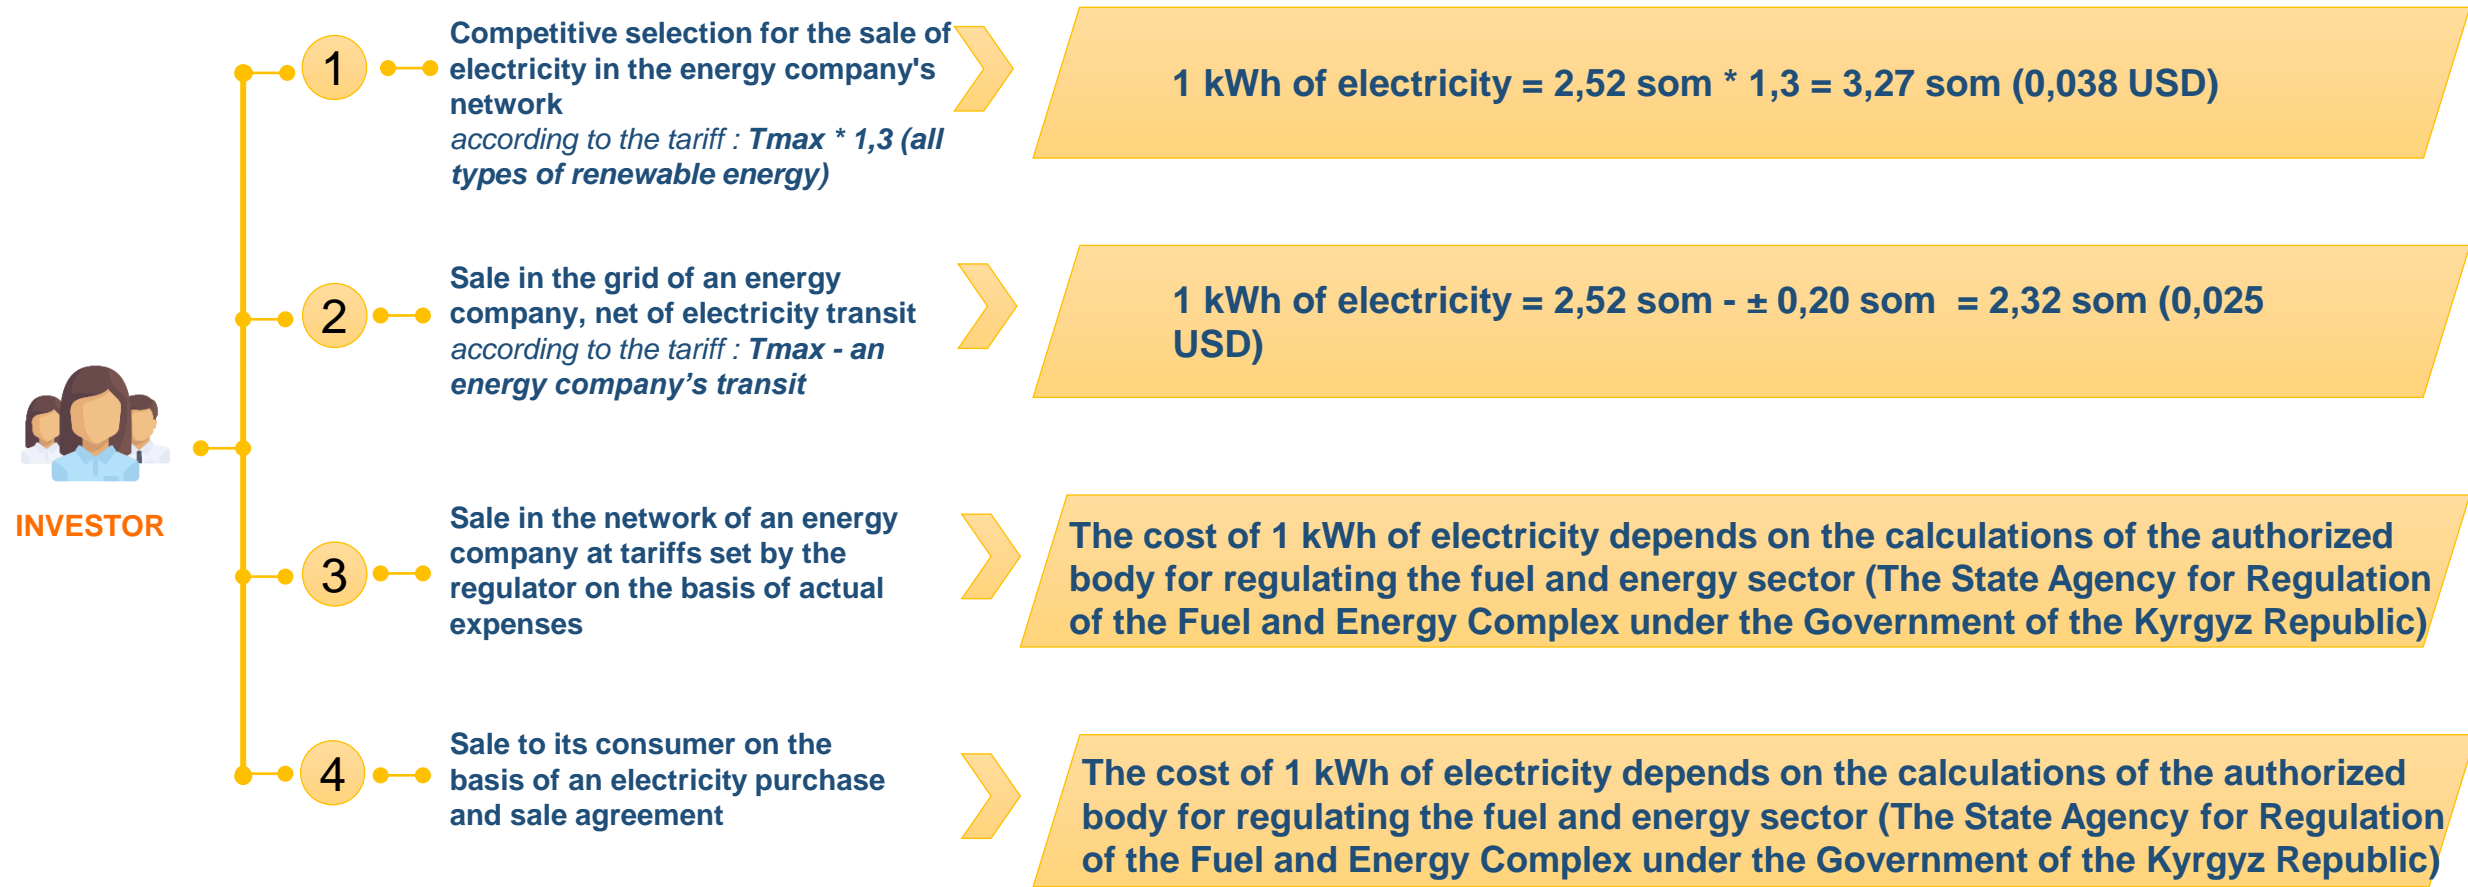 INVESTOR
1
Competitive selection for the sale of
electricity in the energy company's
network
according to the tariff : Tmax * 1,3 (all
types of renewable energy)
1 kWh of electricity = 2,52 som * 1,3 = 3,27 som (0,038 USD)
2
Sale in the grid of an energy
company, net of electricity transit
according to the tariff : Tmax - an
energy company’s transit
1 kWh of electricity = 2,52 som - ± 0,20 som = 2,32 som (0,025
USD)
3
Sale in the network of an energy
company at tariffs set by the
regulator on the basis of actual
expenses
The cost of 1 kWh of electricity depends on the calculations of the authorized
body for regulating the fuel and energy sector (The State Agency for Regulation
of the Fuel and Energy Complex under the Government of the Kyrgyz Republic)
4
Sale to its consumer on the
basis of an electricity purchase
and sale agreement
The cost of 1 kWh of electricity depends on the calculations of the authorized
body for regulating the fuel and energy sector (The State Agency for Regulation
of the Fuel and Energy Complex under the Government of the Kyrgyz Republic)